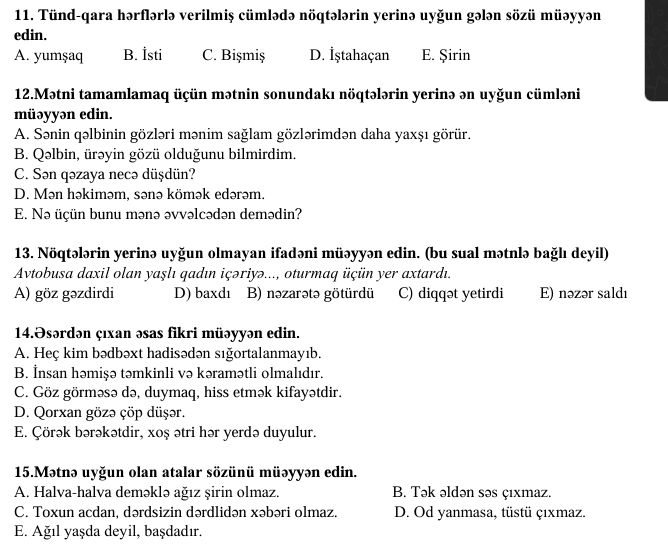 11. Tünd-qara hərflərlə verilmiş cümlədə nöqtələrin yerinə uyğun gələn sözü müəyyən
edin.
A. yumşaq B. İsti C. Bişmiş D. İştahaçan E. Şirin
12.Mətni tamamlamaq üçün mətnin sonundakı nöqtələrin yerinə ən uyğun cümləni
müəyyən edin.
A. Sənin qəlbinin gözləri mənim sağlam gözlərimdən daha yaxşı görür.
B. Qəlbin, ürəyin gözü olduğunu bilmirdim.
C. Sən qəzaya necə düşdün?
D. Mən həkiməm, sənə kömək edərəm.
E. Nə üçün bunu mənə əvvəlcədən demədin?
13. Nöqtələrin yerinə uyğun olmayan ifadəni müəyyən edin. (bu sual mətnlə bağlı deyil)
Avtobusa daxil olan yaşlı qadın içəriyə..., oturmaq üçün yer axtardı.
A) göz gəzdirdi D) baxdı B) nəzarətə götürdü C) diqqət yetirdi E) nəzər saldı
14.Əsərdən çıxan əsas fikri müəyyən edin.
A. Heç kim bədbəxt hadisədən sığortalanmayıb.
B. İnsan həmişə təmkinli və kəramətli olmalıdır.
C. Göz görməsə də, duymaq, hiss etmək kifayətdir.
D. Qorxan gözə çöp düşər.
E. Çörək bərəkətdir, xoş ətri hər yerdə duyulur.
15.Mətnə uyğun olan atalar sözünü müəyyən edin.
A. Halva-halva deməklə ağız şirin olmaz. B. Tək əldən səs çıxmaz.
C. Toxun acdan, dərdsizin dərdlidən xəbəri olmaz. D. Od yanmasa, tüstü çıxmaz.
E. Ağıl yaşda deyil, başdadır.